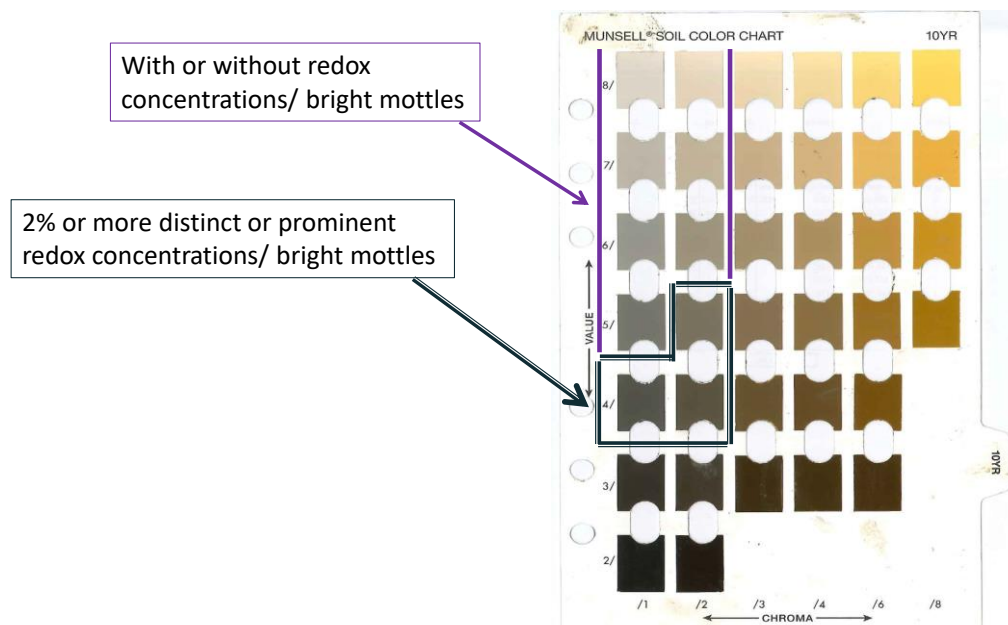 MUNSELL® SOIL COLOR CHART 10YR
With or without redox
concentrations/ bright mottles
2% or more distinct or prominent
redox concentrations/ bright mottles
8/
7/
6/
5/
VALUE
4/
3/
2/
10YR
/1 /2 /3 /4 /6 /8
CHROMA